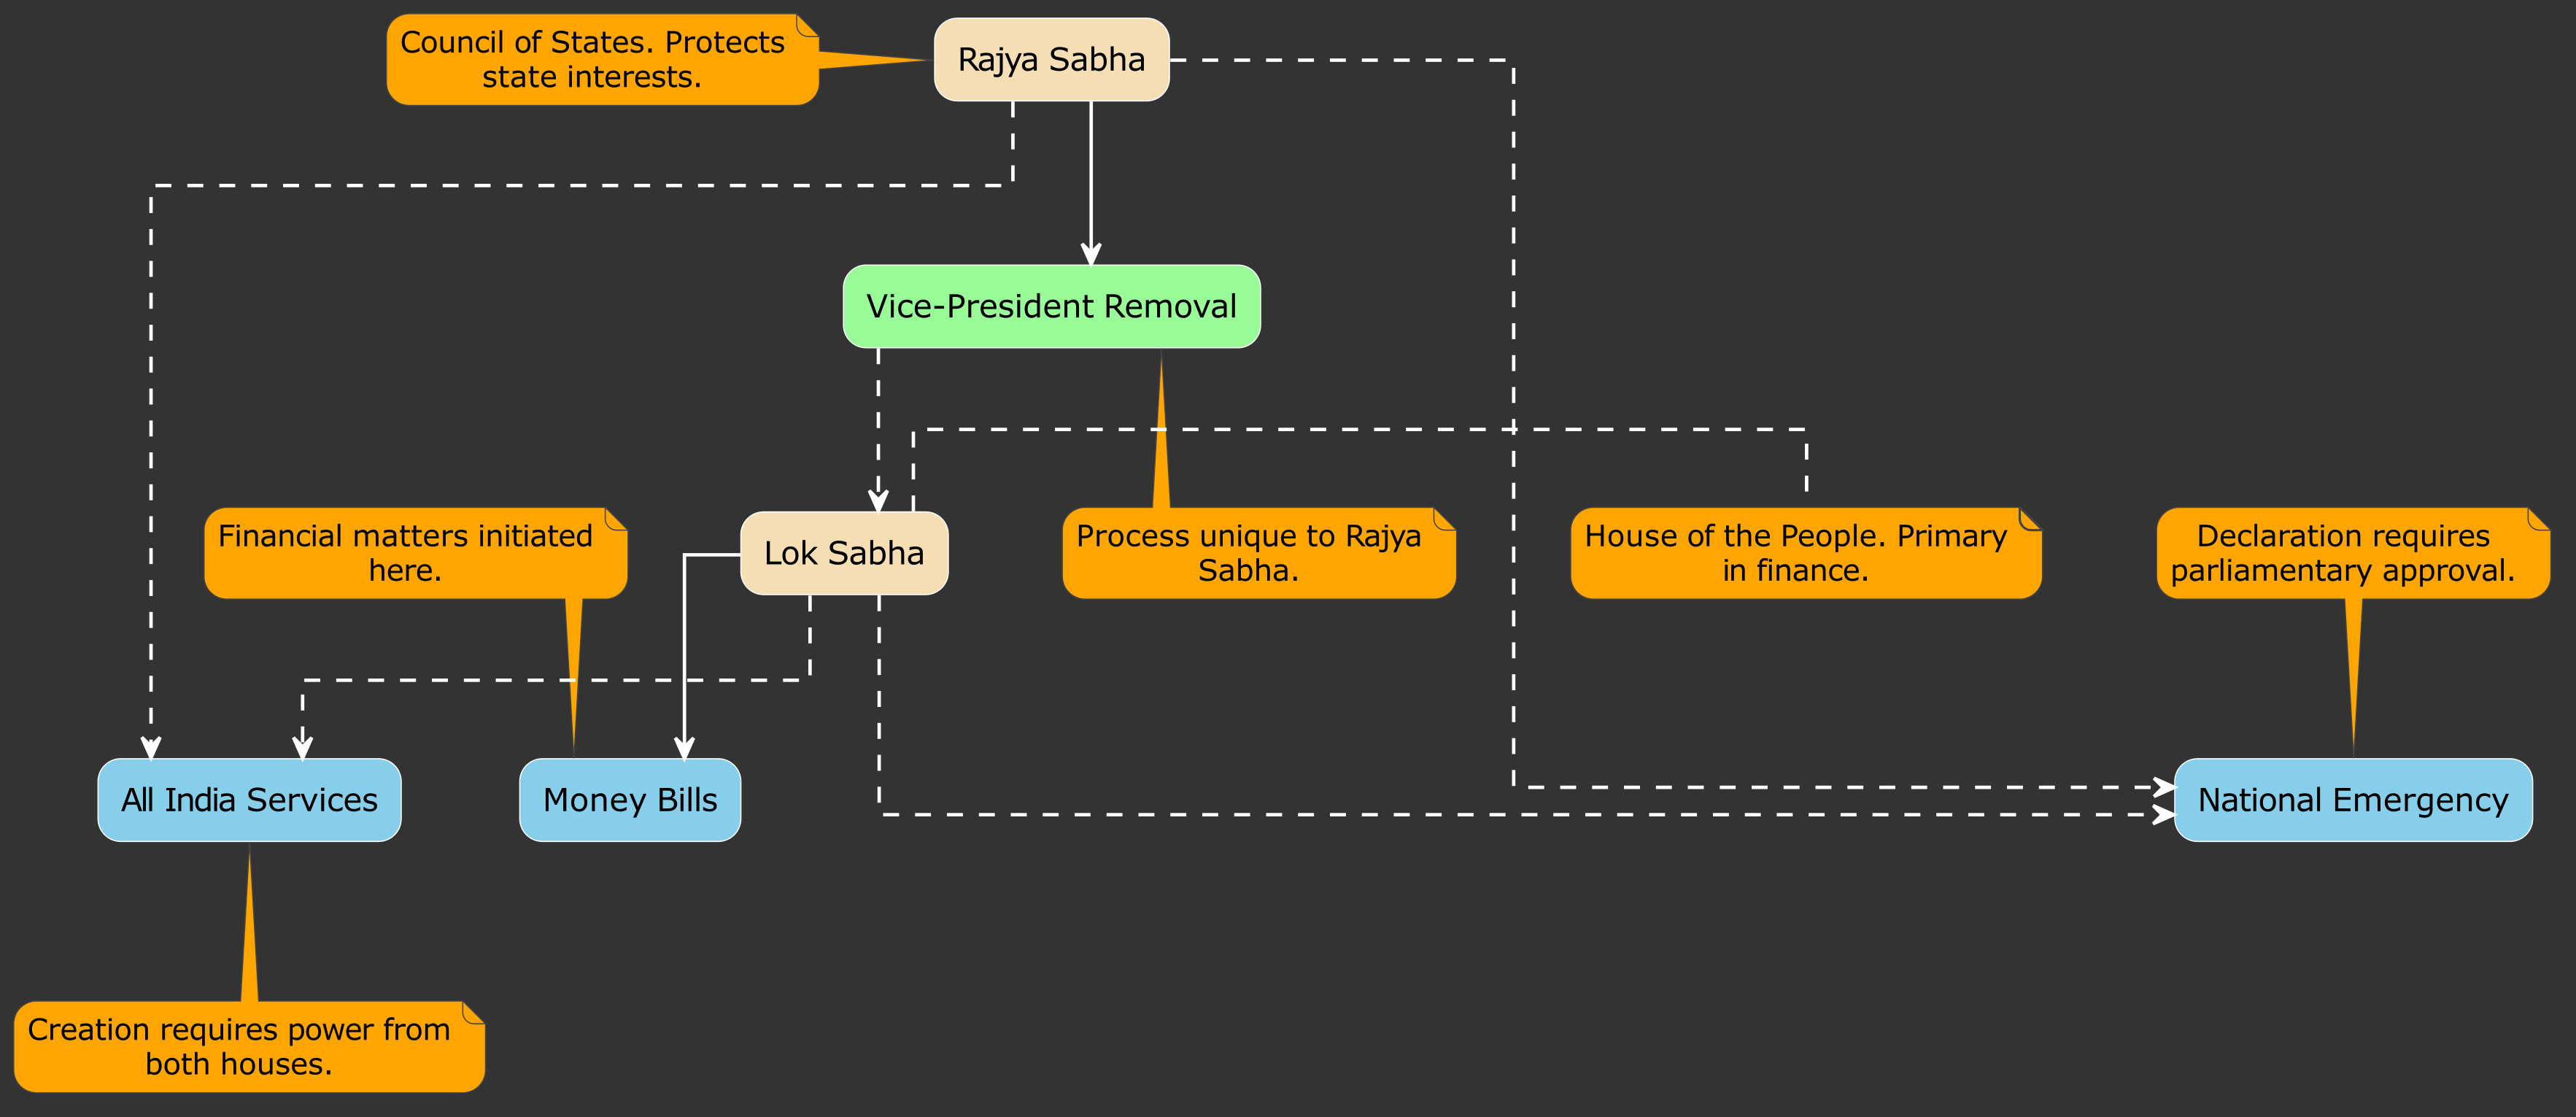 Council of States. Protects
state interests.
Rajya Sabha
Vice-President Removal
Financial matters initiated
here.
Lok Sabha
Process unique to Rajya
Sabha.
House of the People. Primary
in finance.
Declaration requires
parliamentary approval.
All India Services
Money Bills
National Emergency
Creation requires power from
both houses.